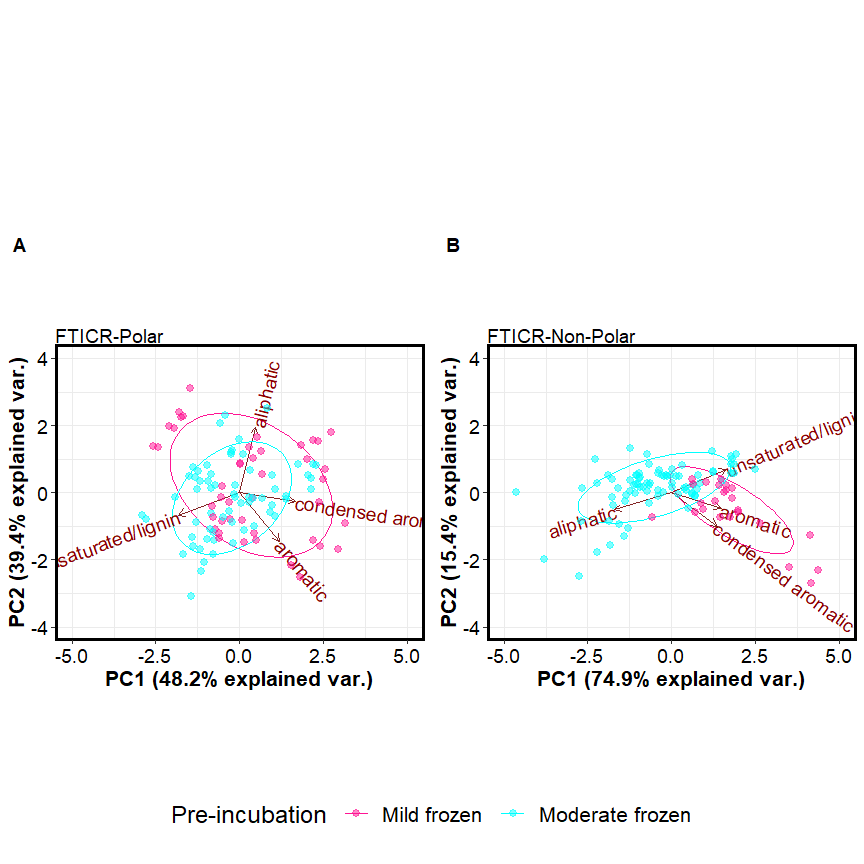 A
B
FTICR-Polar
FTICR-Non-Polar
PC2 (39.4% explained var.)
4
2
0
-2
-4
aliphatic
condensed aron
saturated/lignin
aromatic
-5.0
-2.5
0.0
2.5
5.0
PC1 (48.2% explained var.)
PC2 (15.4% explained var.)
4
2
0
-2
-4
unsaturated/ligni
aliphatic
aromatic
condensed aromatic
-5.0
-2.5
0.0
2.5
5.0
PC1 (74.9% explained var.)
Pre-incubation
Mild frozen
Moderate frozen